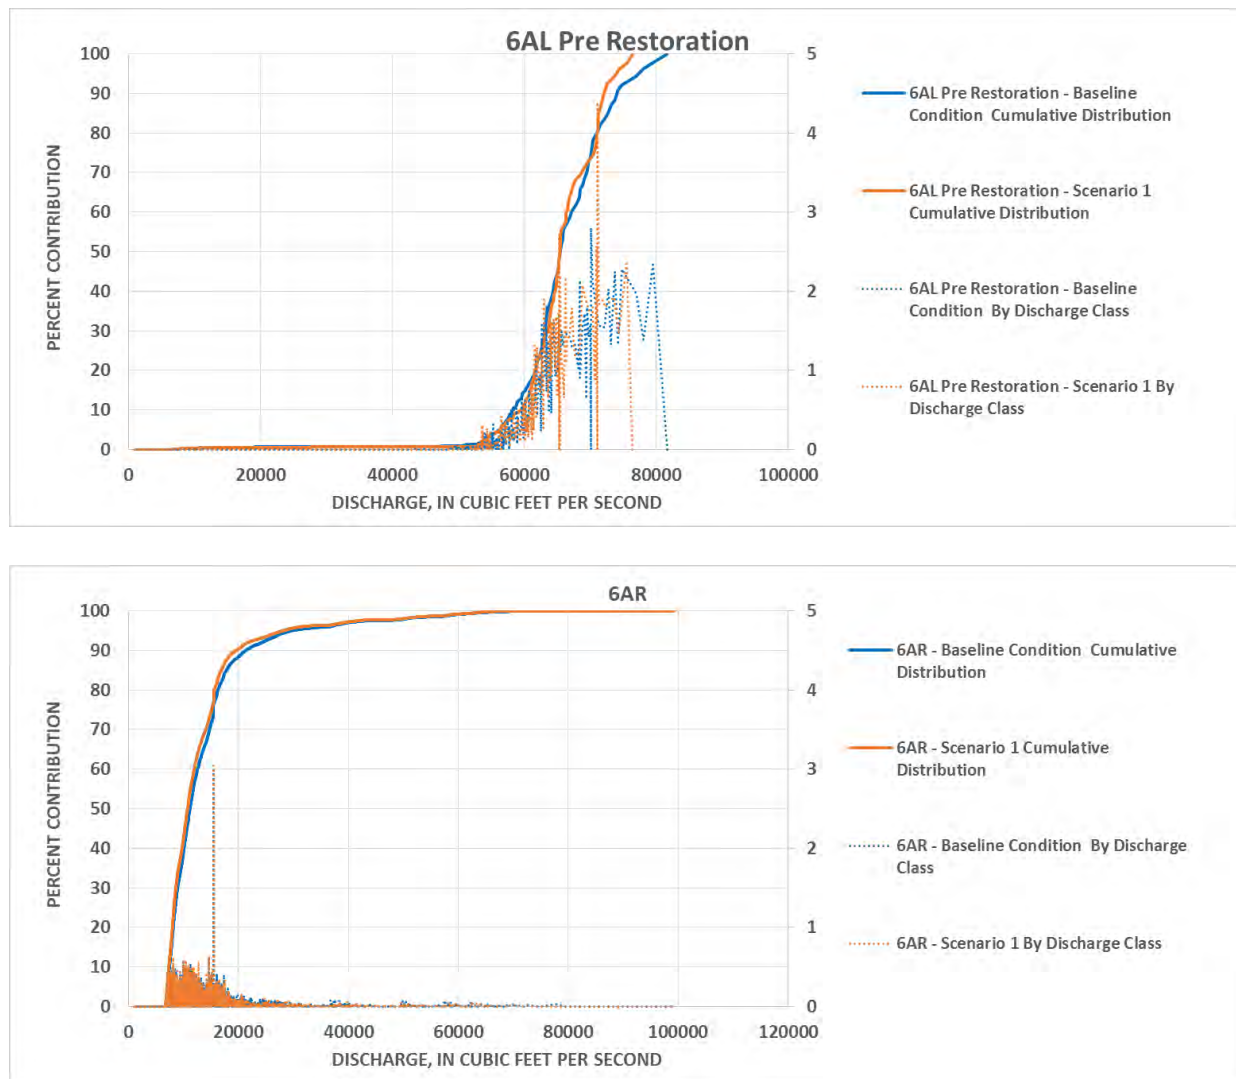 6AL Pre Restoration
100
90
80
70
60
50
40
30
20
10
0
PERCENT CONTRIBUTION
5
4
3
2
1
0
0 20000 40000 60000 80000 100000
DISCHARGE, IN CUBIC FEET PER SECOND
6AL Pre Restoration - Baseline
Condition Cumulative Distribution
6AL Pre Restoration - Scenario 1
Cumulative Distribution
6AL Pre Restoration - Baseline
Condition By Discharge Class
6AL Pre Restoration - Scenario 1 By
Discharge Class
6AR
100
90
80
70
60
50
40
30
20
10
0
PERCENT CONTRIBUTION
5
4
3
2
1
0
0 20000 40000 60000 80000 100000 120000
DISCHARGE, IN CUBIC FEET PER SECOND
6AR - Baseline Condition Cumulative
Distribution
6AR - Scenario 1 Cumulative
Distribution
6AR - Baseline Condition By Discharge
Class
6AR - Scenario 1 By Discharge Class